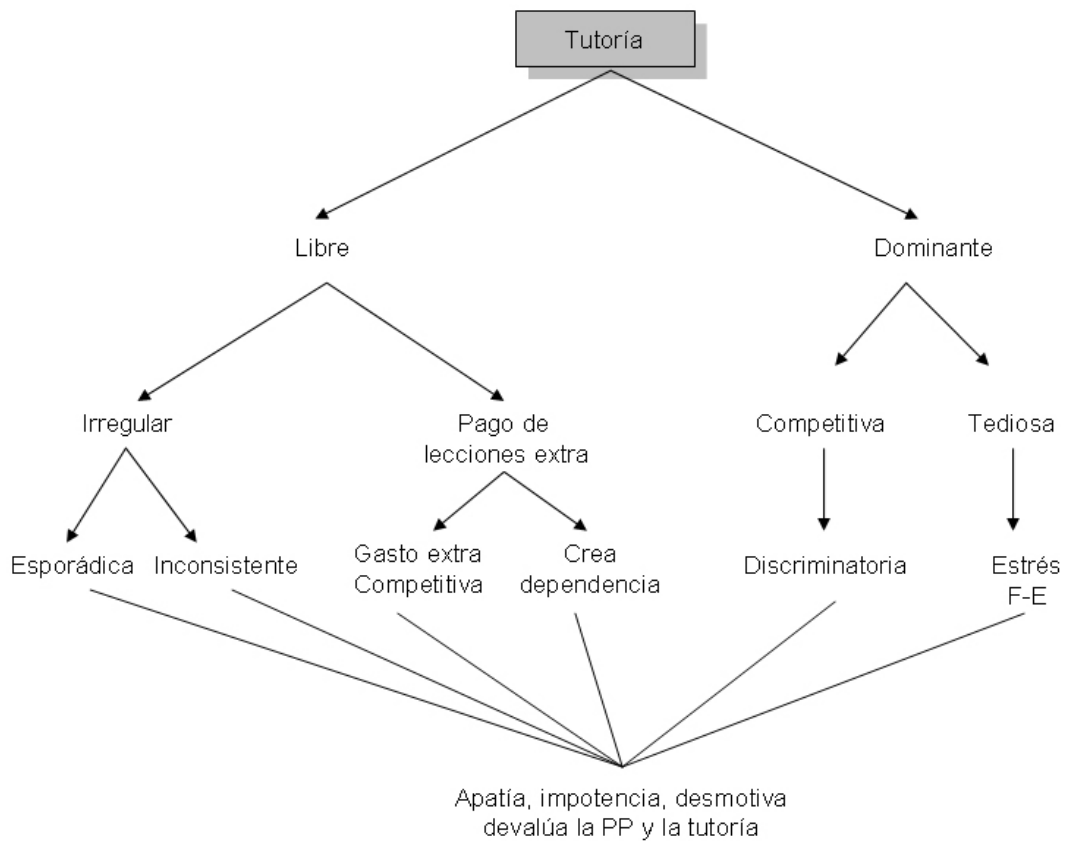 Tutoría
Libre
Dominante
Irregular
Pago de
lecciones extra
Competitiva
Tediosa
Esporádica
Inconsistente
Gasto extra
Competitiva
Crea
dependencia
Discriminatoria
Estrés
F-E
Apatía, impotencia, desmotiva
devalúa la PP y la tutoría